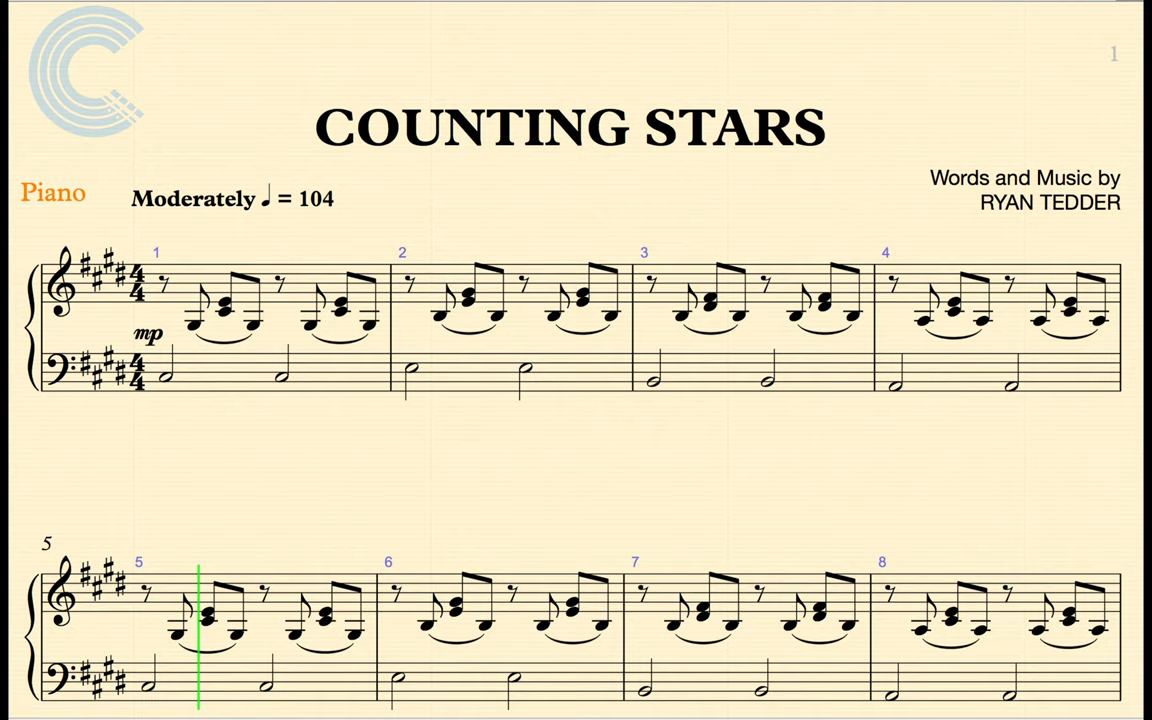 1
COUNTING STARS
Words and Music by
Piano
Moderately ♩ = 104
RYAN TEDDER
1 2 3 4
mp
5
5 6 7 8